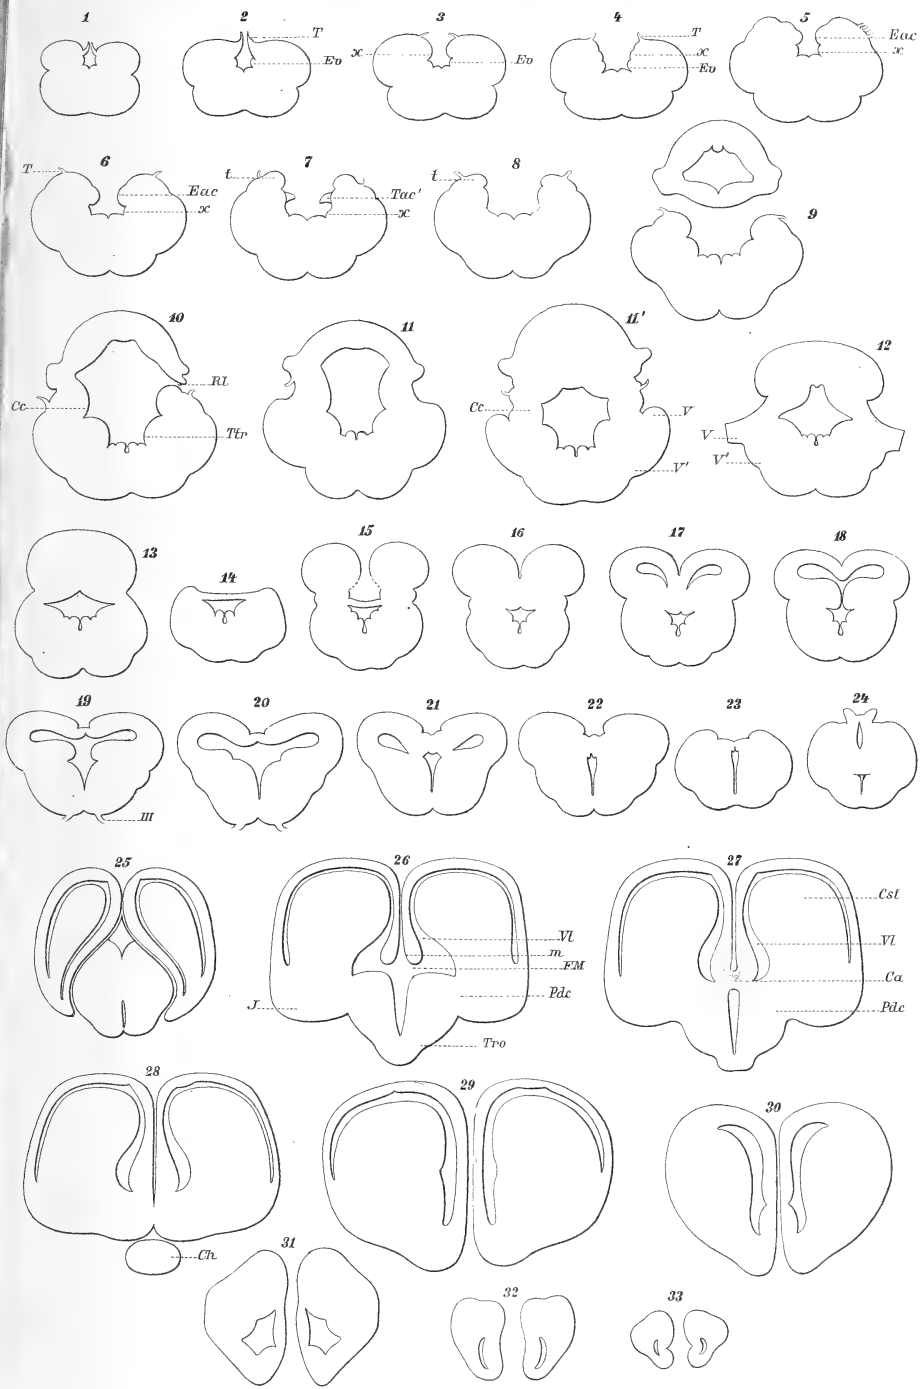 1 2 3 4 5
T
Eac
x
Ev
x
Ev
T
x
Ev
x
6 7 8
T
Eac
x
t
Tac'
x
t
9
10 11 11' 12
Rl
Cc
Ttr
Cc
V
V'
V
V'
13 14 15 16 17 18
19 20 21 22 23 24
III
25 26 27
Cst
Vl
m
FM
Pdc
J
Tro
Vl
Ca
Pdc
28 29 30
Ch
31 32 33